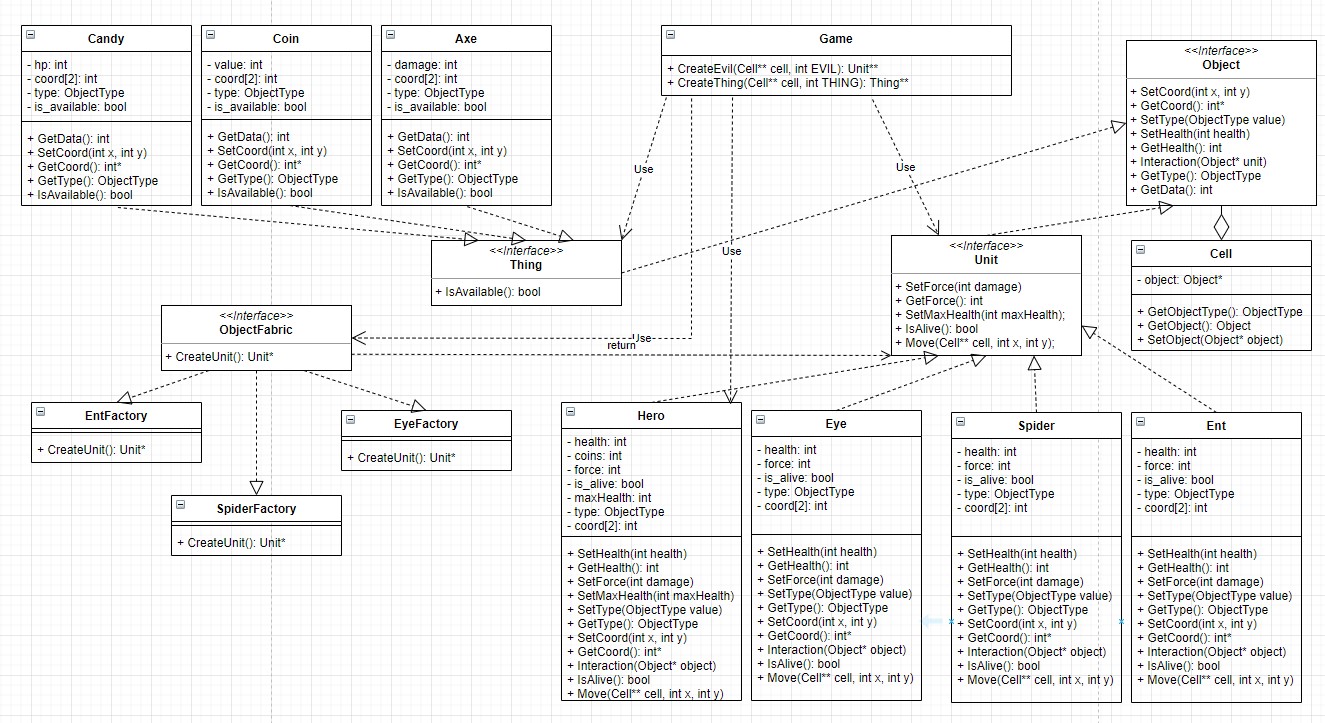 Candy
- hp: int
- coord[2]: int
- type: ObjectType
- is_available: bool
+ GetData(): int
+ SetCoord(int x, int y)
+ GetCoord(): int*
+ GetType(): ObjectType
+ IsAvailable(): bool
Coin
- value: int
- coord[2]: int
- type: ObjectType
- is_available: bool
+ GetData(): int
+ SetCoord(int x, int y)
+ GetCoord(): int*
+ GetType(): ObjectType
+ IsAvailable(): bool
Axe
- damage: int
- coord[2]: int
- type: ObjectType
- is_available: bool
+ GetData(): int
+ SetCoord(int x, int y)
+ GetCoord(): int*
+ GetType(): ObjectType
+ IsAvailable(): bool
Game
+ CreateEvil(Cell** cell, int EVIL): Unit**
+ CreateThing(Cell** cell, int THING): Thing**
<<Interface>>
Object
+ SetCoord(int x, int y)
+ GetCoord(): int*
+ SetType(ObjectType value)
+ SetHealth(int health)
+ GetHealth(): int
+ Interaction(Object* unit)
+ GetType(): ObjectType
+ GetData(): int
Use
Use
Use
Use
return
<<Interface>>
Thing
+ IsAvailable(): bool
<<Interface>>
Unit
+ SetForce(int damage)
+ GetForce(): int
+ SetMaxHealth(int maxHealth);
+ IsAlive(): bool
+ Move(Cell** cell, int x, int y);
Cell
- object: Object*
+ GetObjectType(): ObjectType
+ GetObject(): Object
+ SetObject(Object* object)
<<Interface>>
ObjectFabric
+ CreateUnit(): Unit*
EntFactory
+ CreateUnit(): Unit*
EyeFactory
+ CreateUnit(): Unit*
SpiderFactory
+ CreateUnit(): Unit*
Hero
- health: int
- coins: int
- force: int
- is_alive: bool
- maxHealth: int
- type: ObjectType
- coord[2]: int
+ SetHealth(int health)
+ GetHealth(): int
+ SetForce(int damage)
+ SetMaxHealth(int maxHealth)
+ SetType(ObjectType value)
+ GetType(): ObjectType
+ SetCoord(int x, int y)
+ GetCoord(): int*
+ Interaction(Object* object)
+ IsAlive(): bool
+ Move(Cell** cell, int x, int y)
Eye
- health: int
- force: int
- is_alive: bool
- type: ObjectType
- coord[2]: int
+ SetHealth(int health)
+ GetHealth(): int
+ SetForce(int damage)
+ SetType(ObjectType value)
+ GetType(): ObjectType
+ SetCoord(int x, int y)
+ GetCoord(): int*
+ Interaction(Object* object)
+ IsAlive(): bool
+ Move(Cell** cell, int x, int y)
Spider
- health: int
- force: int
- is_alive: bool
- type: ObjectType
- coord[2]: int
+ SetHealth(int health)
+ GetHealth(): int
+ SetForce(int damage)
+ SetType(ObjectType value)
+ GetType(): ObjectType
+ SetCoord(int x, int y)
+ GetCoord(): int*
+ Interaction(Object* object)
+ IsAlive(): bool
+ Move(Cell** cell, int x, int y)
Ent
- health: int
- force: int
- is_alive: bool
- type: ObjectType
- coord[2]: int
+ SetHealth(int health)
+ GetHealth(): int
+ SetForce(int damage)
+ SetType(ObjectType value)
+ GetType(): ObjectType
+ SetCoord(int x, int y)
+ GetCoord(): int*
+ Interaction(Object* object)
+ IsAlive(): bool
+ Move(Cell** cell, int x, int y)